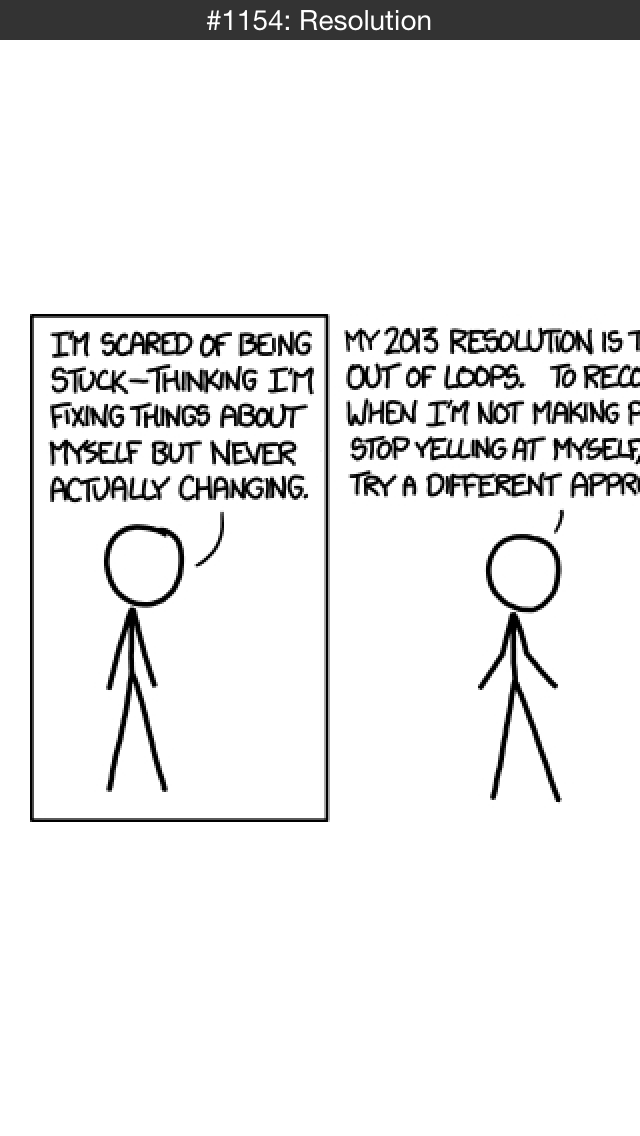 #1154: Resolution
I'M SCARED OF BEING
STUCK—THINKING I'M
FIXING THINGS ABOUT
MYSELF BUT NEVER
ACTUALLY CHANGING.
MY 2013 RESOLUTION IS
OUT OF LOOPS. TO
WHEN I'M NOT MAKING
STOP YELLING AT MYSELF,
TRY A DIFFERENT